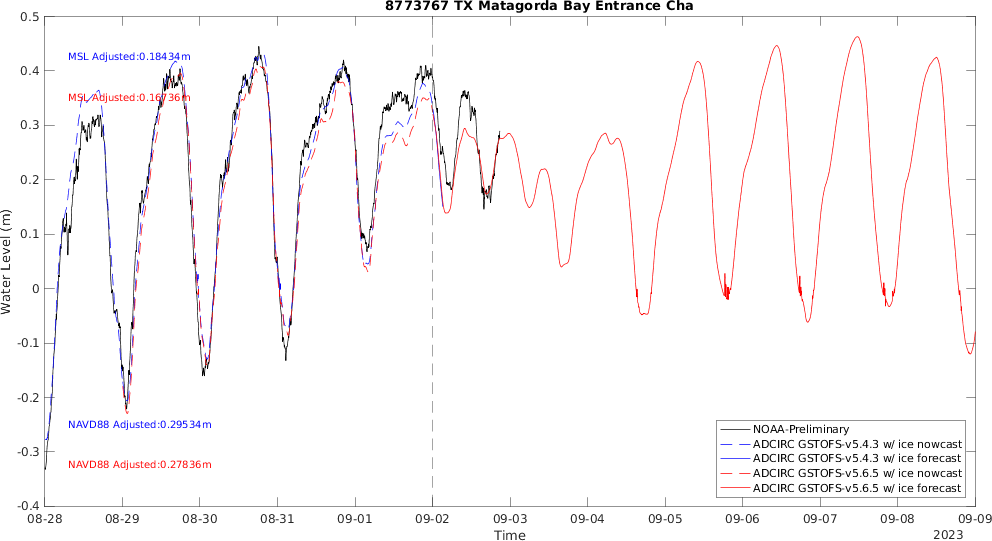 8773767 TX Matagorda Bay Entrance Cha
0.5
0.4
0.3
0.2
0.1
0
-0.1
-0.2
-0.3
-0.4
Water Level (m)
MSL Adjusted:0.18434m
MSL Adjusted:0.16736m
NAVD88 Adjusted:0.29534m
NAVD88 Adjusted:0.27836m
NOAA-Preliminary
ADCIRC GSTOFS-v5.4.3 w/ ice nowcast
ADCIRC GSTOFS-v5.4.3 w/ ice forecast
ADCIRC GSTOFS-v5.6.5 w/ ice nowcast
ADCIRC GSTOFS-v5.6.5 w/ ice forecast
08-28 08-29 08-30 08-31 09-01 09-02 09-03 09-04 09-05 09-06 09-07 09-08 09-09
Time
2023